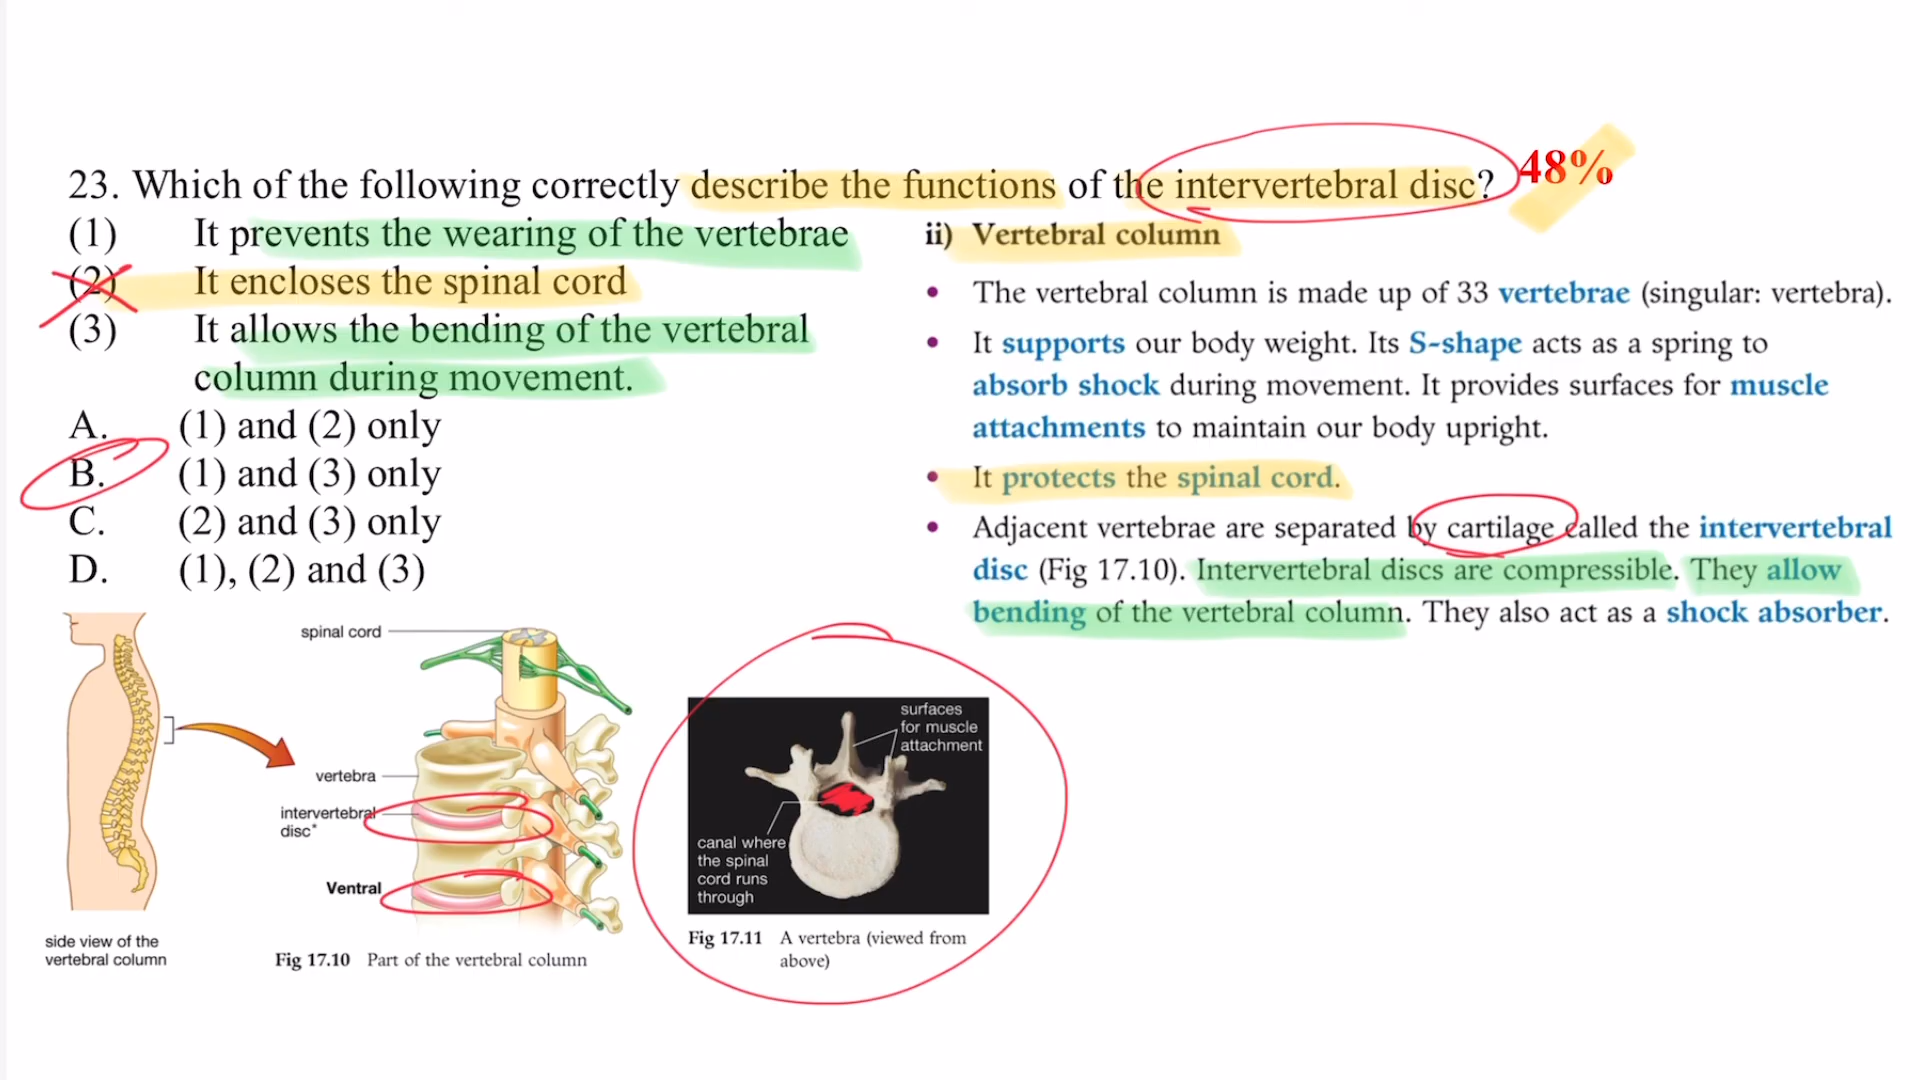 23. Which of the following correctly describe the functions of the intervertebral disc? 48%
(1) It prevents the wearing of the vertebrae
(2) It encloses the spinal cord
(3) It allows the bending of the vertebral
column during movement.
A. (1) and (2) only
B. (1) and (3) only
C. (2) and (3) only
D. (1), (2) and (3)
ii) Vertebral column
• The vertebral column is made up of 33 vertebrae (singular: vertebra).
• It supports our body weight. Its S-shape acts as a spring to
absorb shock during movement. It provides surfaces for muscle
attachments to maintain our body upright.
• It protects the spinal cord.
• Adjacent vertebrae are separated by cartilage called the intervertebral
disc (Fig 17.10). Intervertebral discs are compressible. They allow
bending of the vertebral column. They also act as a shock absorber.
side view of the
vertebral column
spinal cord
vertebra
intervertebral
disc*
Ventral
Fig 17.10 Part of the vertebral column
surfaces
for muscle
attachment
canal where
the spinal
cord runs
through
Fig 17.11 A vertebra (viewed from
above)